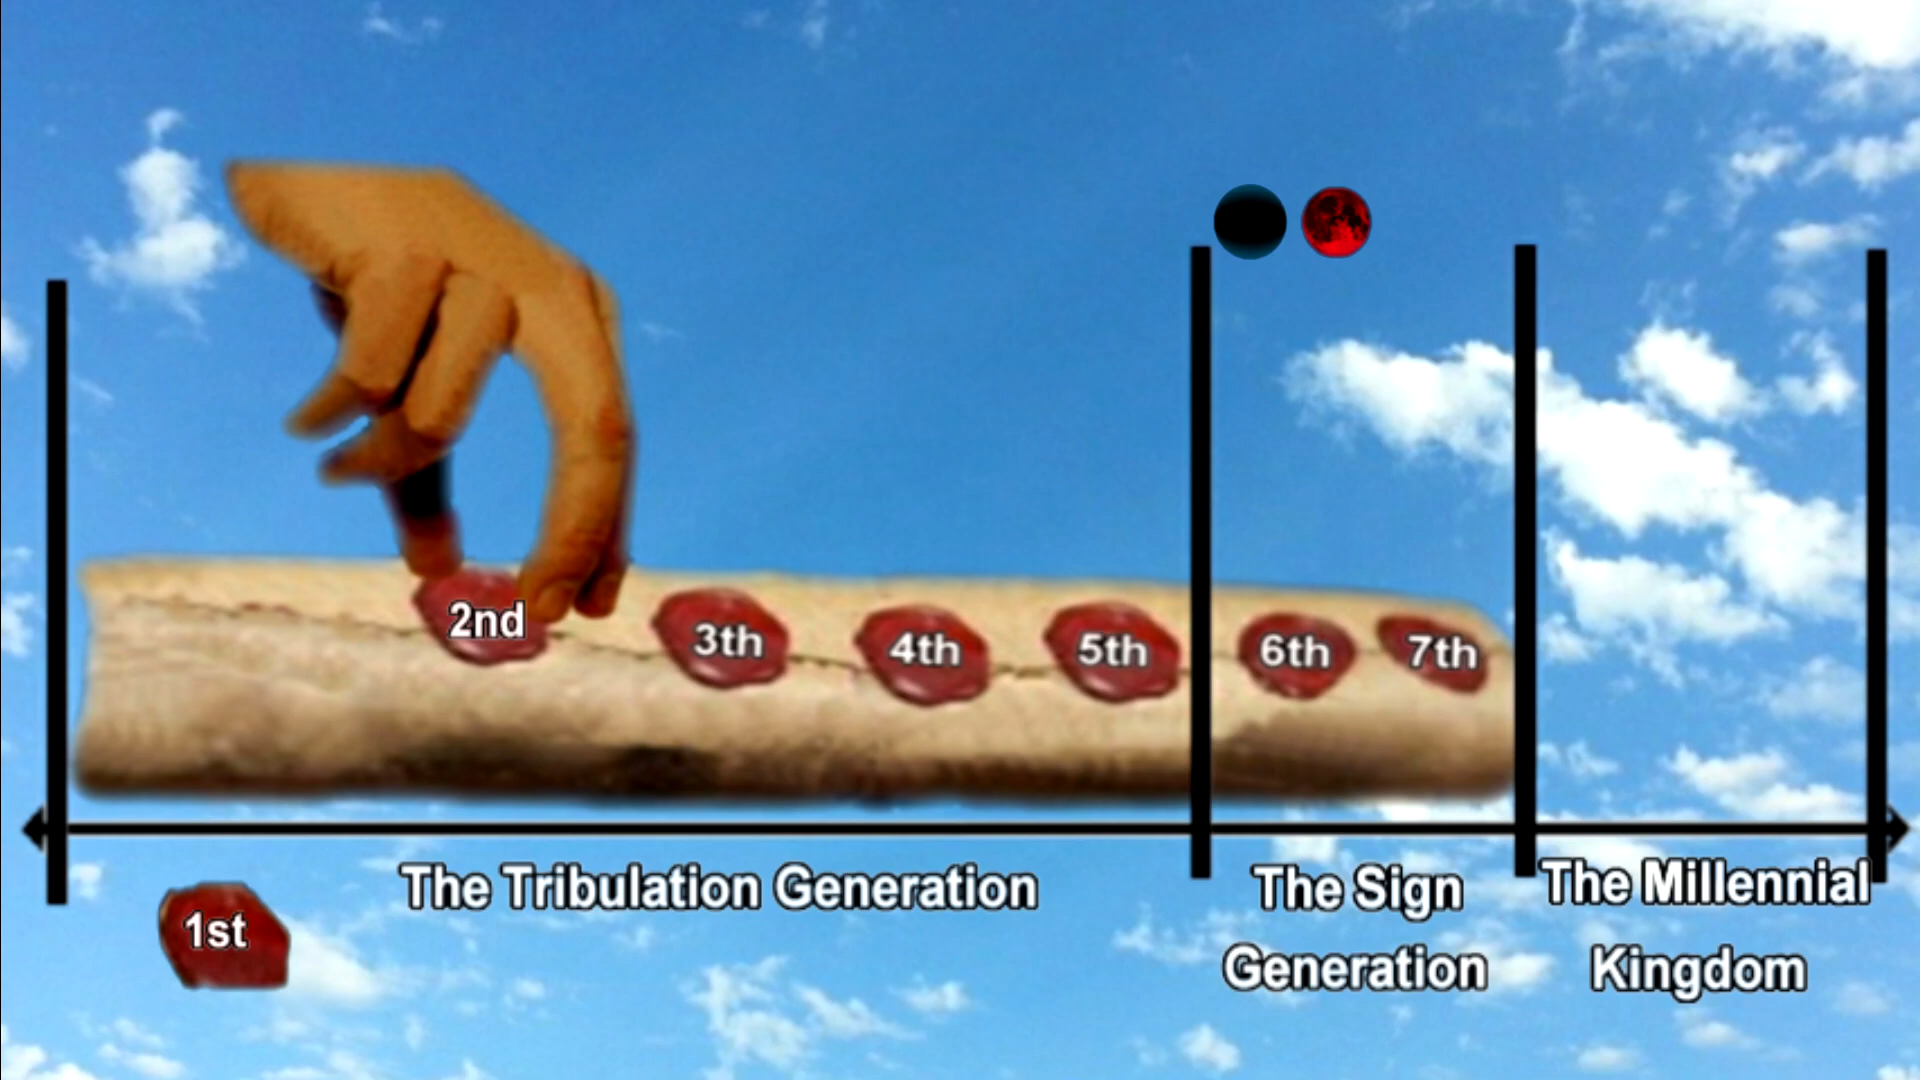 2nd
3th
4th
5th
6th
7th
The Tribulation Generation
The Sign
Generation
The Millennial
Kingdom
1st